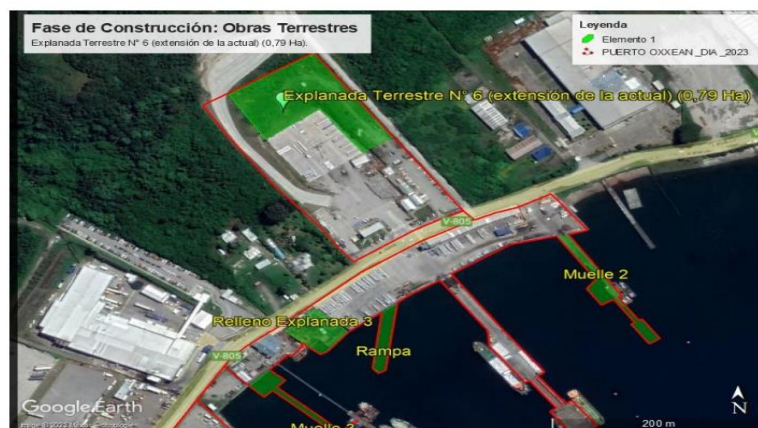 Fase de Construcción: Obras Terrestres
Explanada Terrestre N° 6 (extensión de la actual) (0,79 Ha).
Leyenda
Elemento 1
PUERTO OXXEAN _DIA _2023
Explanada Terrestre N° 6 (extensión de la actual) (0,79 Ha)
V-805
Muelle 2
Relleno Explanada 3
Rampa
V-805
Google Earth
N
200 m
Muelle 3